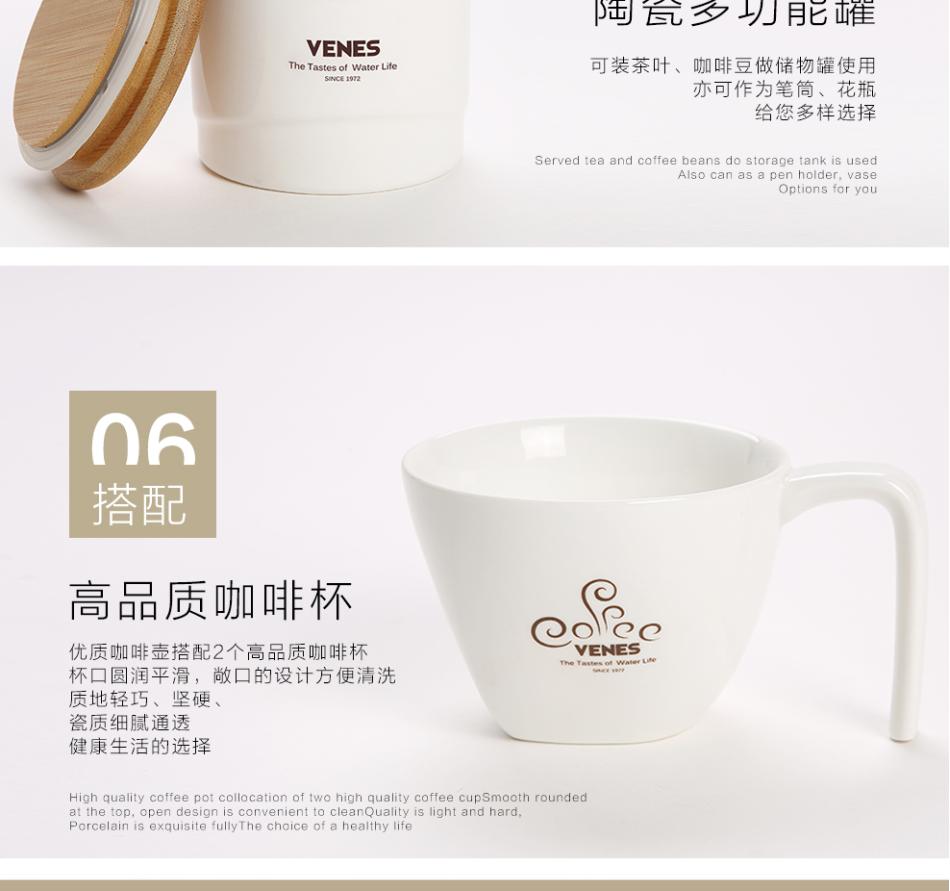 陶瓷多功能罐
VENES
The Tastes of Water Life
SINCE 1972
可装茶叶、咖啡豆做储物罐使用
亦可作为笔筒、花瓶
给您多样选择
Served tea and coffee beans do storage tank is used
Also can as a pen holder, vase
Options for you
06
搭配
高品质咖啡杯
优质咖啡壶搭配2个高品质咖啡杯
杯口圆润平滑，敞口的设计方便清洗
质地轻巧、坚硬、
瓷质细腻通透
健康生活的选择
Coffee
VENES
The Tastes of Water Life
SINCE 1972
High quality coffee pot collocation of two high quality coffee cupSmooth rounded
at the top, open design is convenient to cleanQuality is light and hard,
Porcelain is exquisite fullyThe choice of a healthy life